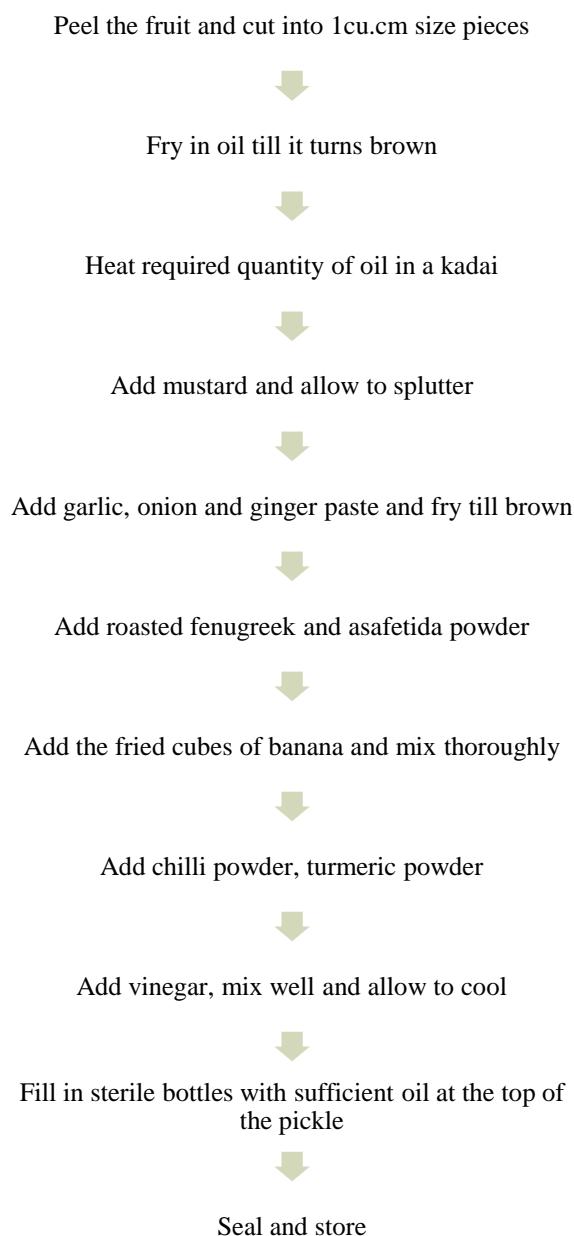 Peel the fruit and cut into 1cu.cm size pieces
Fry in oil till it turns brown
Heat required quantity of oil in a kadai
Add mustard and allow to splutter
Add garlic, onion and ginger paste and fry till brown
Add roasted fenugreek and asafetida powder
Add the fried cubes of banana and mix thoroughly
Add chilli powder, turmeric powder
Add vinegar, mix well and allow to cool
Fill in sterile bottles with sufficient oil at the top of
the pickle
Seal and store